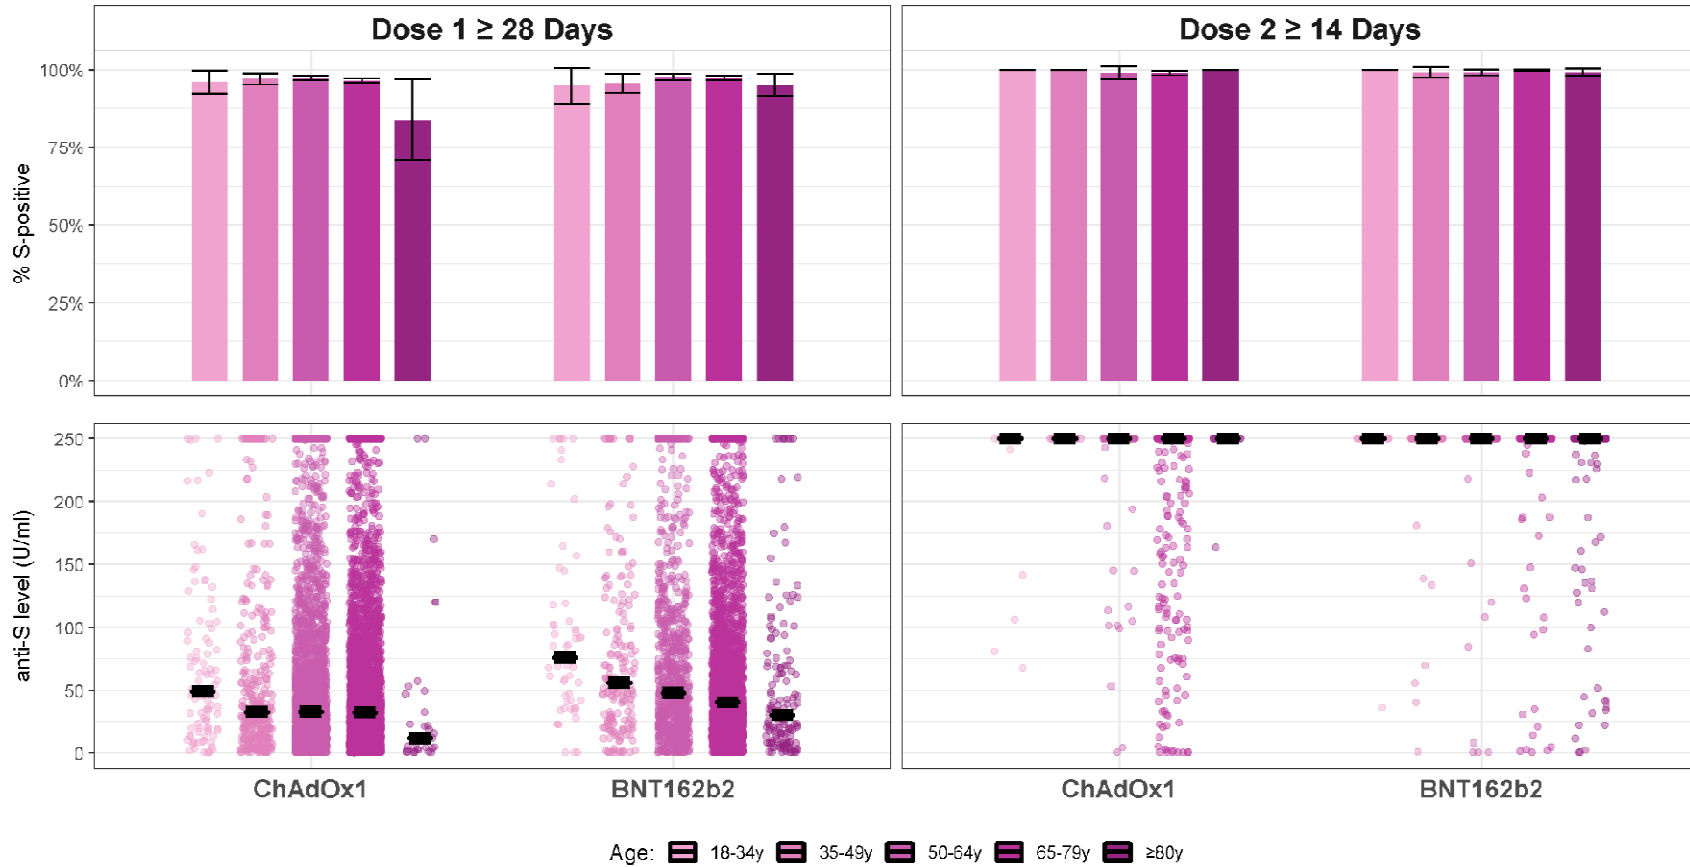 Dose 1 ≥ 28 Days
Dose 2 ≥ 14 Days
% S-positive
100%
75%
50%
25%
0%
anti-S level (U/ml)
250
200
150
100
50
0
ChAdOx1
BNT162b2
ChAdOx1
BNT162b2
Age: 18-34y 35-49y 50-64y 65-79y ≥80y